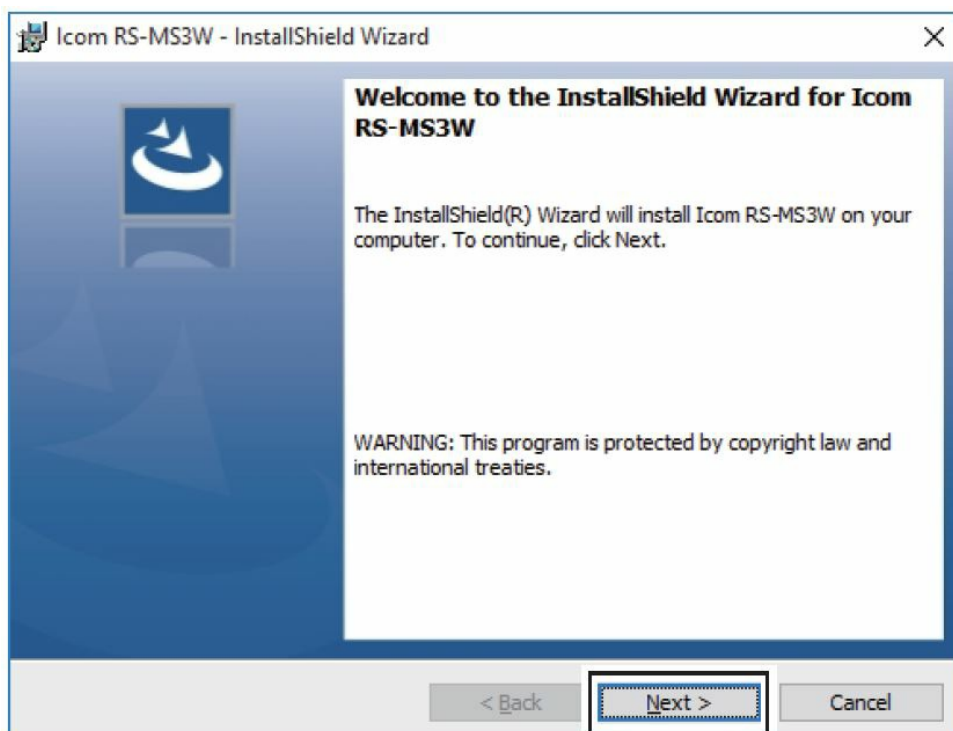 Icom RS-MS3W - InstallShield Wizard
Welcome to the InstallShield Wizard for Icom
RS-MS3W
The InstallShield(R) Wizard will install Icom RS-MS3W on your
computer. To continue, click Next.
WARNING: This program is protected by copyright law and
international treaties.
< Back Next > Cancel